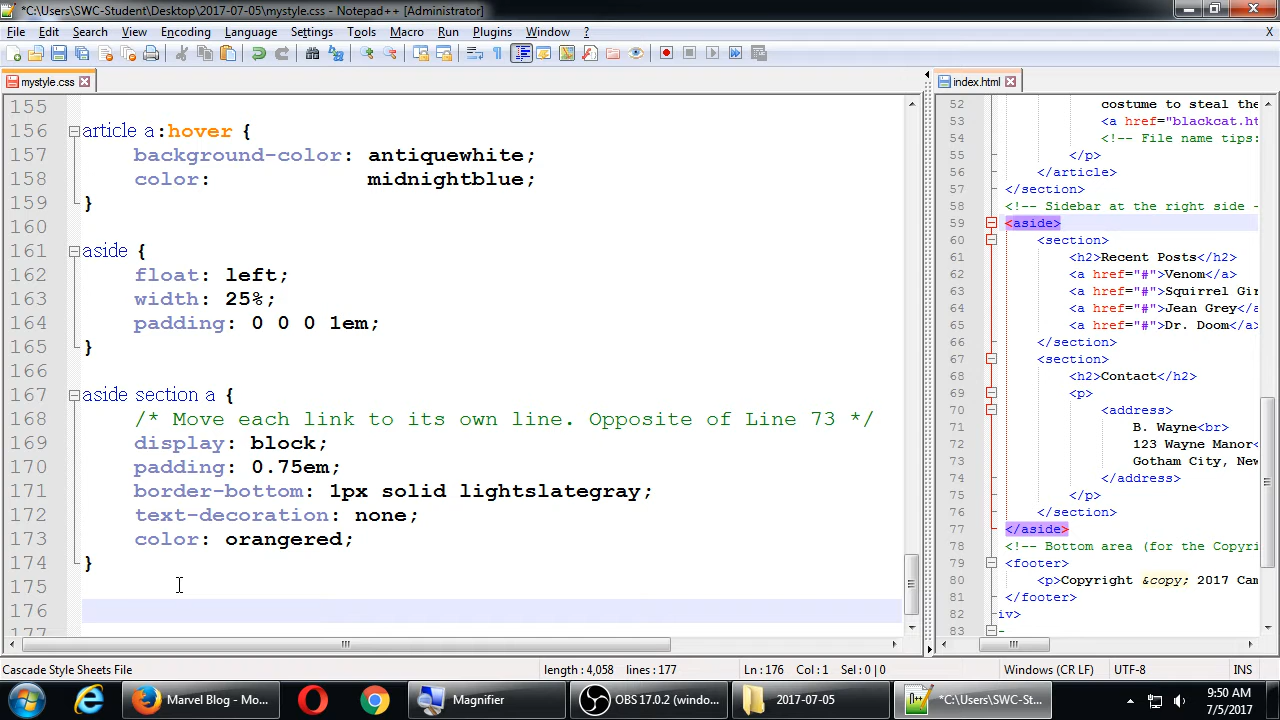 *C:\Users\SWC-Student\Desktop\2017-07-05\mystyle.css - Notepad++ [Administrator]
File Edit Search View Encoding Language Settings Tools Macro Run Plugins Window ? X
mystyle.css
155
156 article a:hover {
157 background-color: antiquewhite;
158 color: midnightblue;
159 }
160
161 aside {
162 float: left;
163 width: 25%;
164 padding: 0 0 0 1em;
165 }
166
167 aside section a {
168 /* Move each link to its own line. Opposite of Line 73 */
169 display: block;
170 padding: 0.75em;
171 border-bottom: 1px solid lightslategray;
172 text-decoration: none;
173 color: orangered;
174 }
175
176
177
index.html
52 costume to steal the
53 <a href="blackcat.ht
54 <!-- File name tips:
55 </p>
56 </article>
57 </section>
58 <!-- Sidebar at the right side -
59 <aside>
60 <section>
61 <h2>Recent Posts</h2>
62 <a href="#">Venom</a>
63 <a href="#">Squirrel Gir
64 <a href="#">Jean Grey</a>
65 <a href="#">Dr. Doom</a>
66 </section>
67 <section>
68 <h2>Contact</h2>
69 <p>
70 <address>
71 B. Wayne<br>
72 123 Wayne Manor<
73 Gotham City, New
74 </address>
75 </p>
76 </section>
77 </aside>
78 <!-- Bottom area (for the Copyri
79 <footer>
80 <p>Copyright &copy; 2017 Cam
81 </footer>
82 iv>
83 -
Cascade Style Sheets File length : 4,058 lines : 177 Ln : 176 Col : 1 Sel : 0 | 0 Windows (CR LF) UTF-8 INS
Marvel Blog - Mo...
Magnifier
OBS 17.0.2 (windo...
2017-07-05
*C:\Users\SWC-St...
9:50 AM
7/5/2017